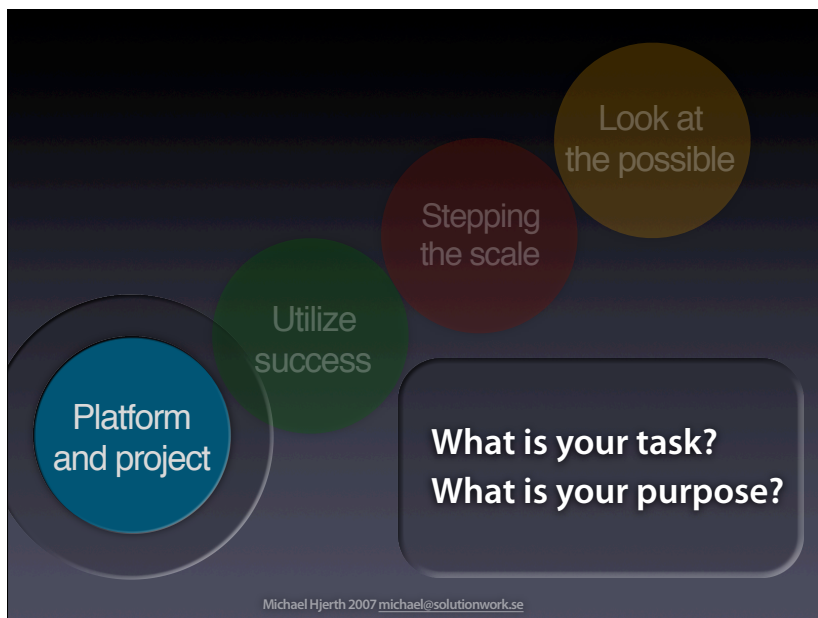 Look at
the possible
Stepping
the scale
Utilize
success
Platform
and project
What is your task?
What is your purpose?
Michael Hjerth 2007 michael@solutionwork.se